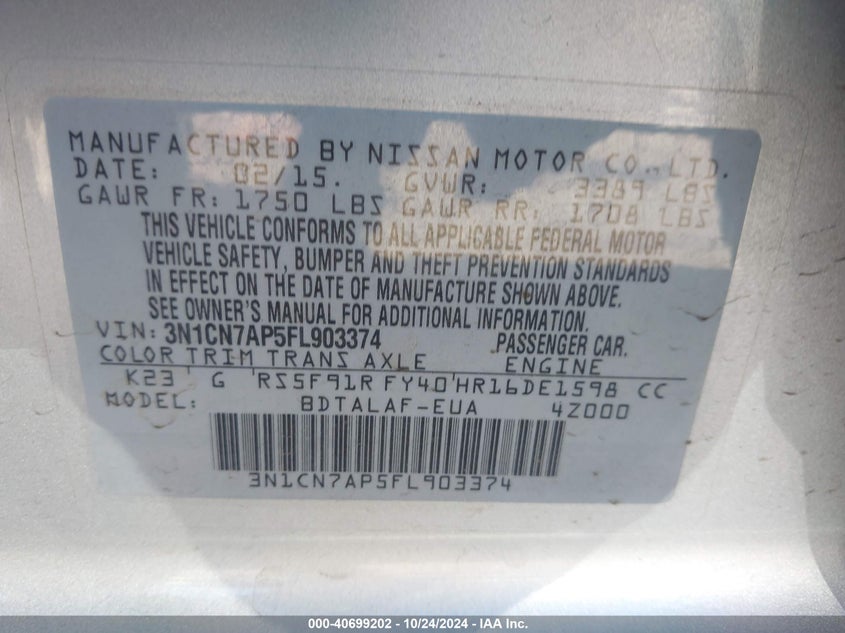 MANUFACTURED BY NISSAN MOTOR CO., LTD.
DATE: 02/15. GVWR: 3389 LBS
GAWR FR: 1750 LBS GAWR RR: 1708 LBS
THIS VEHICLE CONFORMS TO ALL APPLICABLE FEDERAL MOTOR
VEHICLE SAFETY, BUMPER AND THEFT PREVENTION STANDARDS
IN EFFECT ON THE DATE OF MANUFACTURE SHOWN ABOVE.
SEE OWNER'S MANUAL FOR ADDITIONAL INFORMATION.
VIN: 3N1CN7AP5FL903374 PASSENGER CAR.
COLOR TRIM TRANS AXLE ENGINE
K23 G RS5F91R FY40 HR16DE1598 CC
MODEL: BDTALAF-EUA 4Z000
3N1CN7AP5FL903374
000-40699202 - 10/24/2024 - IAAI Inc.